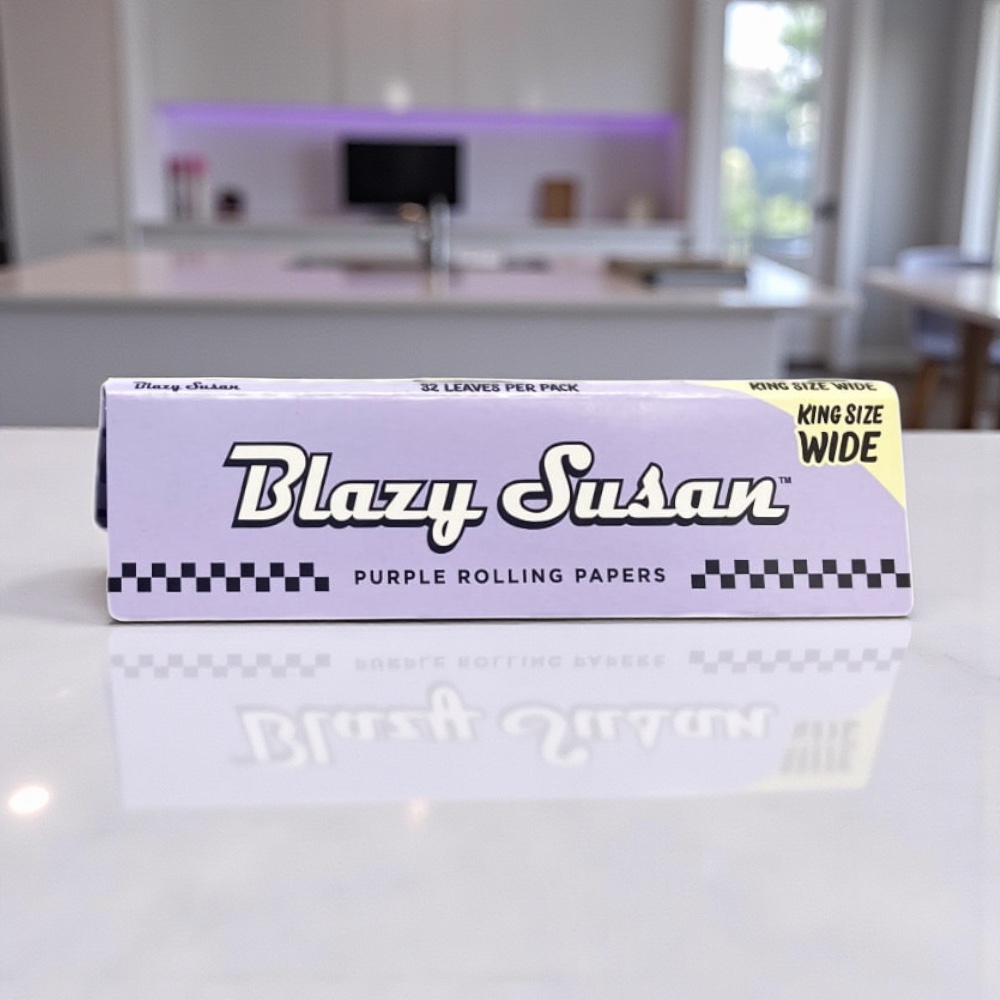 Blazy Susan
32 LEAVES PER PACK
KING SIZE WIDE
KING SIZE
WIDE
Blazy Susan™
PURPLE ROLLING PAPERS